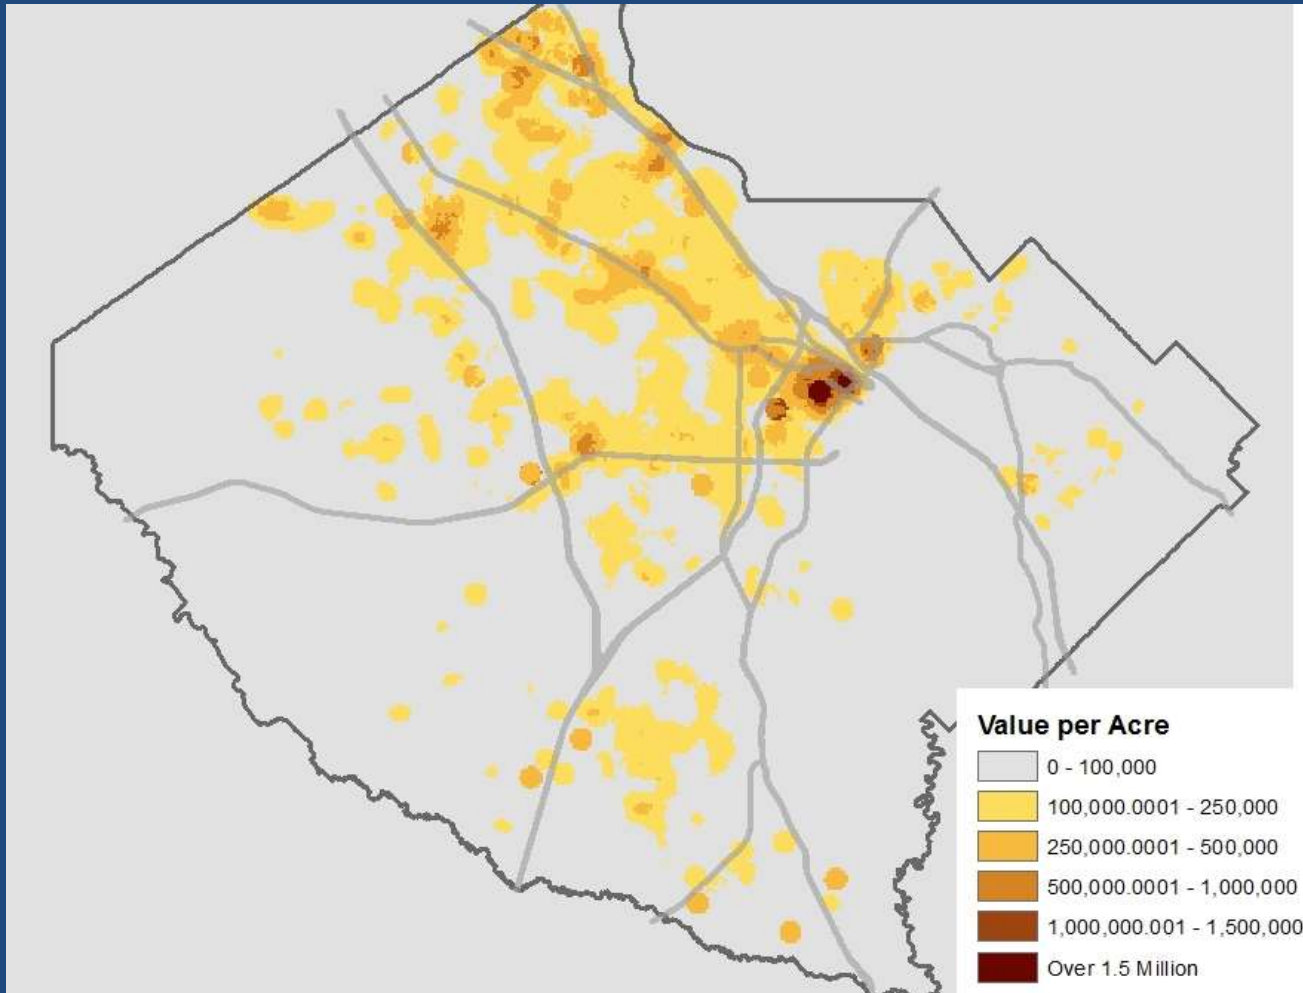 Value per Acre
0 - 100,000
100,000.0001 - 250,000
250,000.0001 - 500,000
500,000.0001 - 1,000,000
1,000,000.001 - 1,500,000
Over 1.5 Million